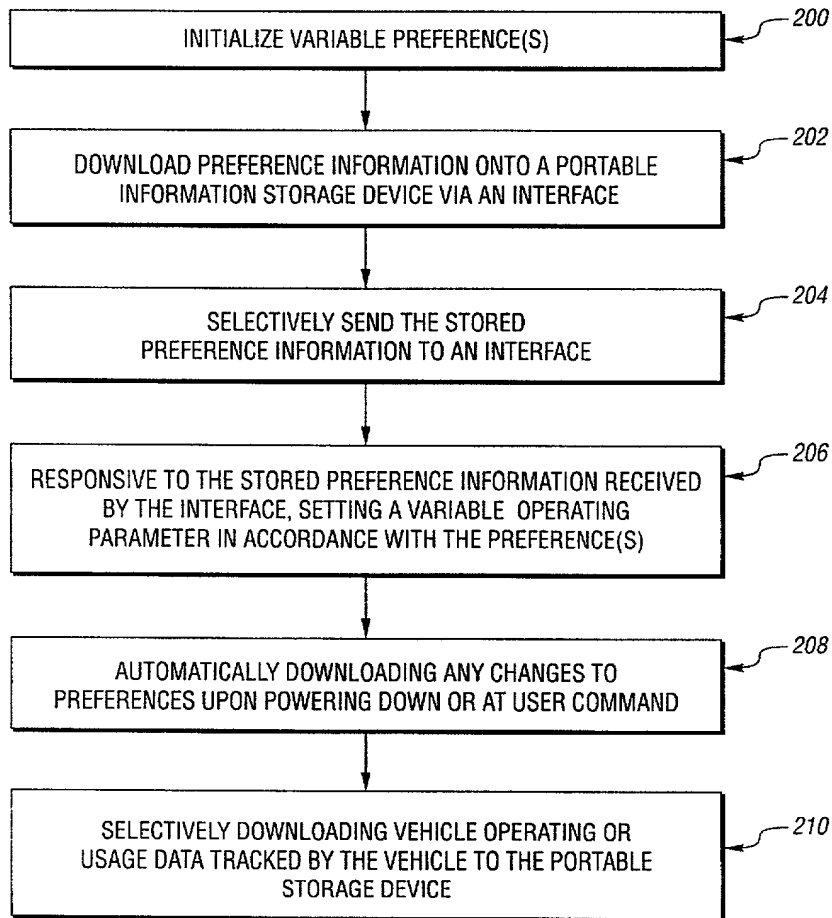 INITIALIZE VARIABLE PREFERENCE(S)
200
DOWNLOAD PREFERENCE INFORMATION ONTO A PORTABLE
INFORMATION STORAGE DEVICE VIA AN INTERFACE
202
SELECTIVELY SEND THE STORED
PREFERENCE INFORMATION TO AN INTERFACE
204
RESPONSIVE TO THE STORED PREFERENCE INFORMATION RECEIVED
BY THE INTERFACE, SETTING A VARIABLE OPERATING
PARAMETER IN ACCORDANCE WITH THE PREFERENCE(S)
206
AUTOMATICALLY DOWNLOADING ANY CHANGES TO
PREFERENCES UPON POWERING DOWN OR AT USER COMMAND
208
SELECTIVELY DOWNLOADING VEHICLE OPERATING OR
USAGE DATA TRACKED BY THE VEHICLE TO THE PORTABLE
STORAGE DEVICE
210